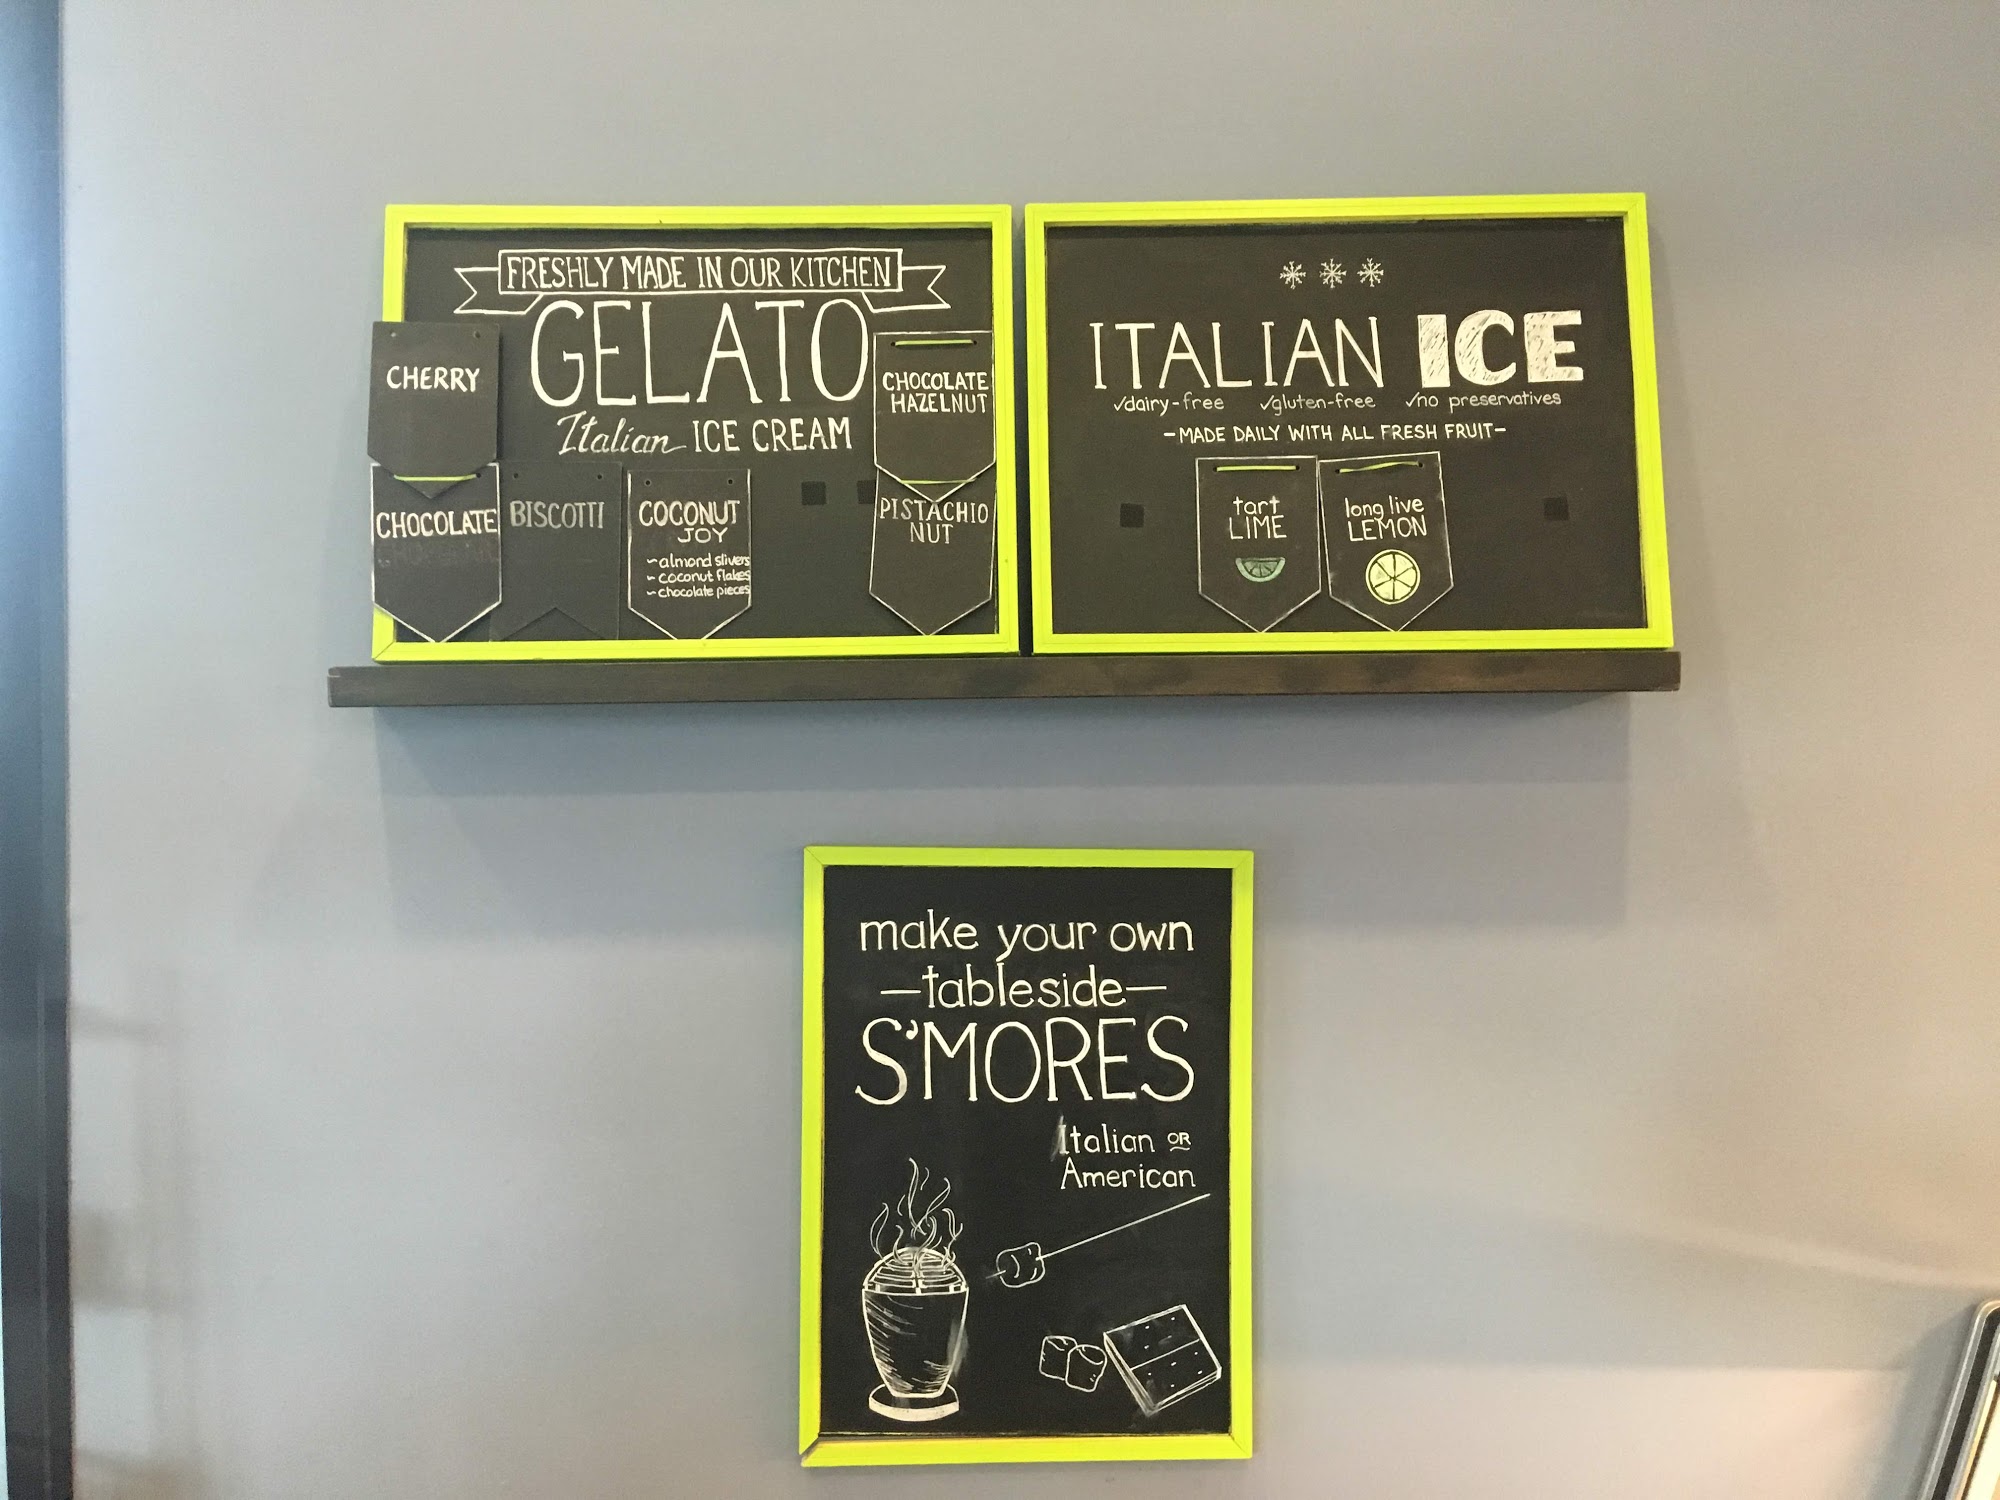 FRESHLY MADE IN OUR KITCHEN
GELATO
Italian ICE CREAM
CHERRY
CHOCOLATE
BISCOTTI
COCONUT
JOY
~almond slivers
~coconut flakes
~chocolate pieces
CHOCOLATE
HAZELNUT
PISTACHIO
NUT
ITALIAN ICE
✓dairy-free ✓gluten-free ✓no preservatives
-MADE DAILY WITH ALL FRESH FRUIT-
tart
LIME
long live
LEMON
make your own
-tableside-
S'MORES
Italian OR
American